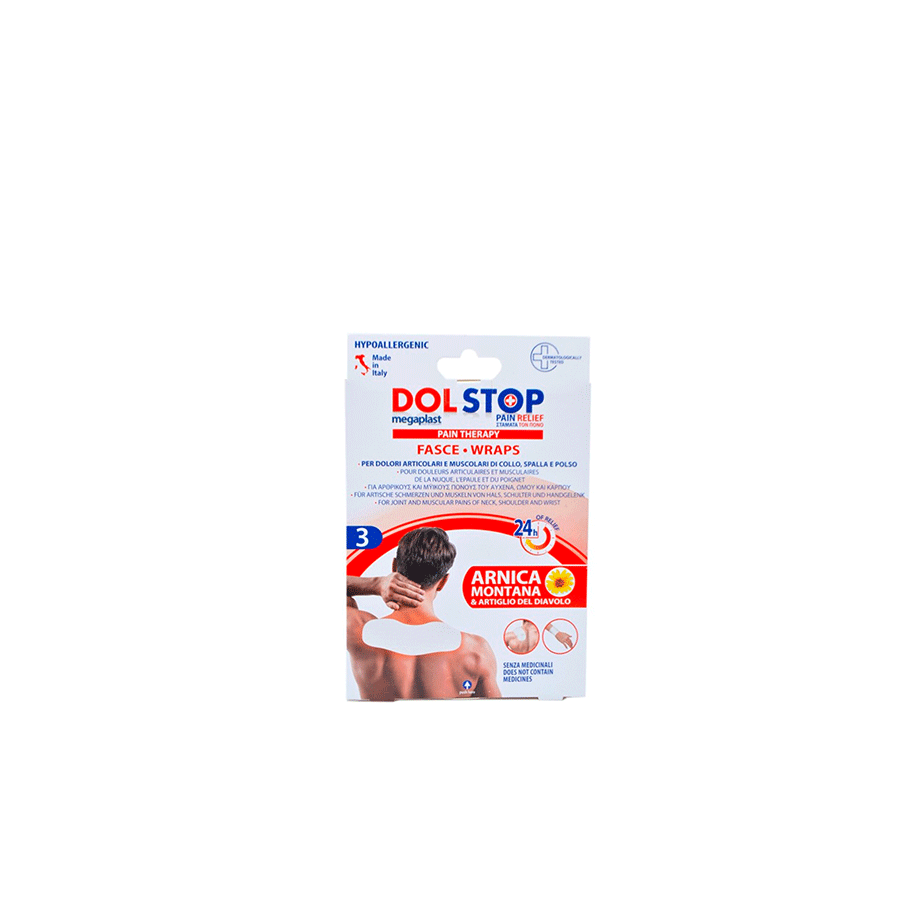 HYPOALLERGENIC
Made
in
Italy
DERMATOLOGICALLY
TESTED
DOL STOP
megaplast
PAIN RELIEF
ΣΤΑΜΑΤΑ ΤΟΝ ΠΟΝΟ
PAIN THERAPY
FASCE • WRAPS
• PER DOLORI ARTICOLARI E MUSCOLARI DI COLLO, SPALLA E POLSO
• POUR DOULEURS ARTICULAIRES ET MUSCULAIRES
DE LA NUQUE, L'EPAULE ET DU POIGNET
• ΓΙΑ ΑΡΘΡΙΚΟΥΣ ΚΑΙ ΜΫΙΚΟΥΣ ΠΟΝΟΥΣ ΤΟΥ ΑΥΧΕΝΑ, ΩΜΟΥ ΚΑΙ ΚΑΡΠΟΥ
• FÜR ARTISCHE SCHMERZEN UND MUSKELN VON HALS, SCHULTER UND HANDGELENK
• FOR JOINT AND MUSCULAR PAINS OF NECK, SHOULDER AND WRIST
3
24h
OF RELIEF
ARNICA
MONTANA
& ARTIGLIO DEL DIAVOLO
SENZA MEDICINALI
DOES NOT CONTAIN
MEDICINES